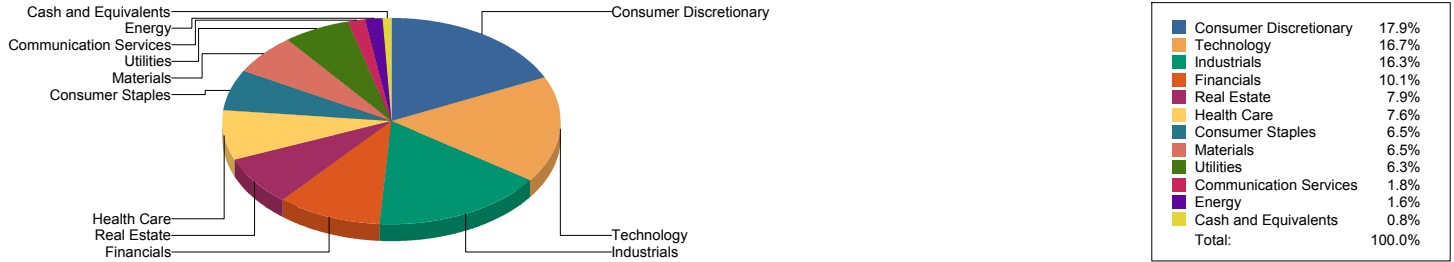 Cash and Equivalents
Energy
Communication Services
Utilities
Materials
Consumer Staples
Health Care
Real Estate
Financials
Consumer Discretionary
Technology
Industrials
Consumer Discretionary 17.9%
Technology 16.7%
Industrials 16.3%
Financials 10.1%
Real Estate 7.9%
Health Care 7.6%
Consumer Staples 6.5%
Materials 6.5%
Utilities 6.3%
Communication Services 1.8%
Energy 1.6%
Cash and Equivalents 0.8%
Total: 100.0%